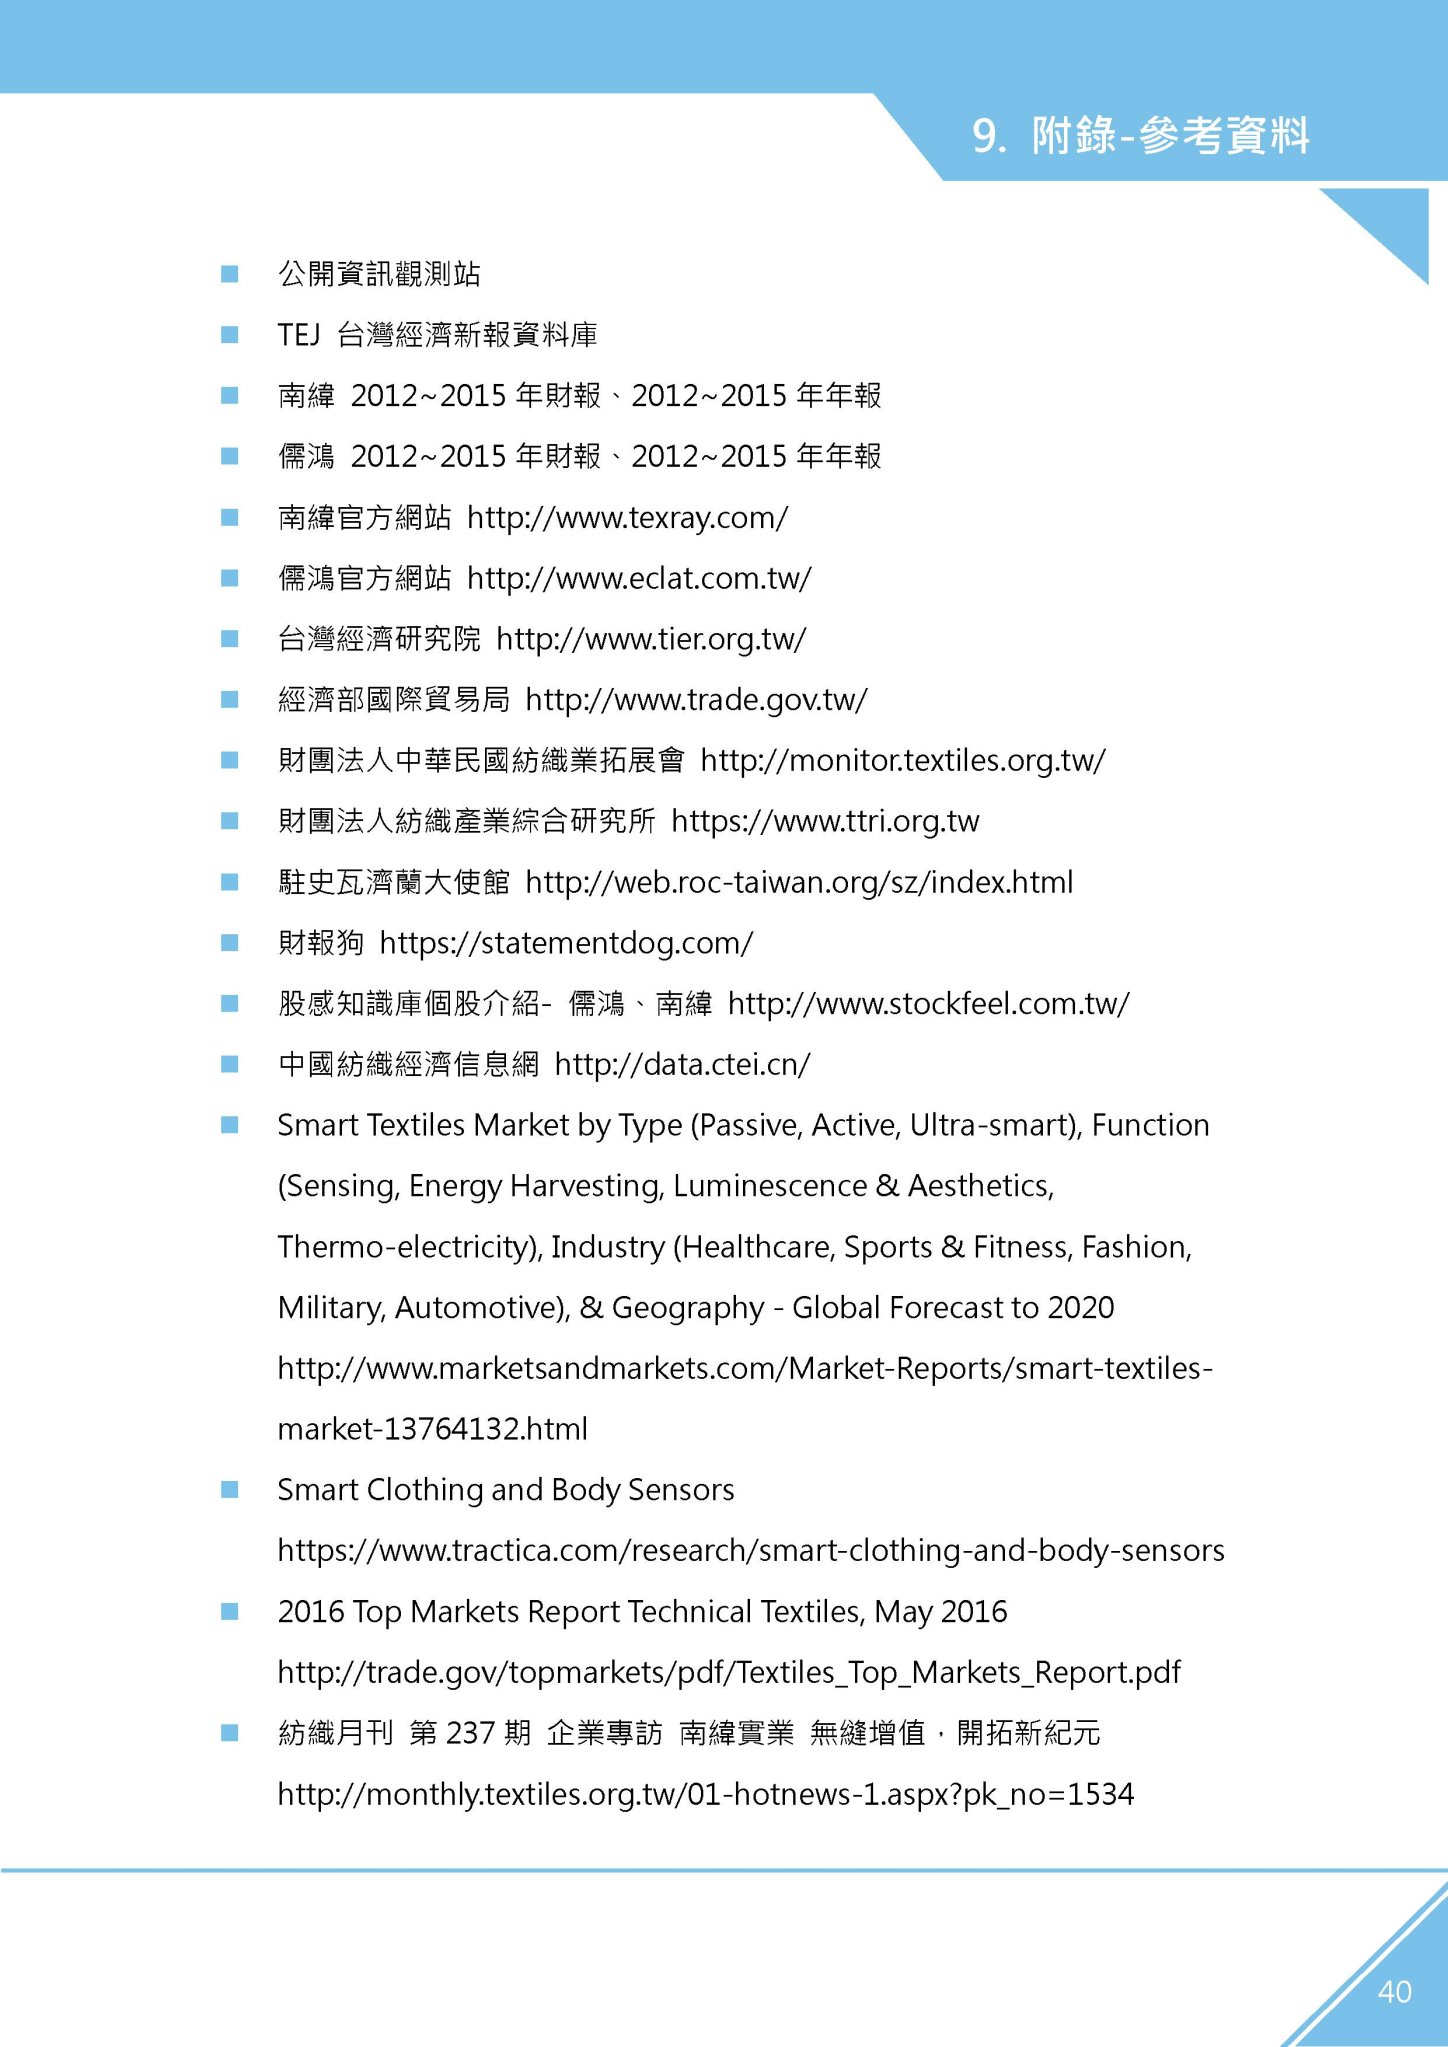 9. 附錄-參考資料
■ 公開資訊觀測站
■ TEJ 台灣經濟新報資料庫
■ 南緯 2012~2015 年財報、2012~2015 年年報
■ 儒鴻 2012~2015 年財報、2012~2015 年年報
■ 南緯官方網站 http://www.texray.com/
■ 儒鴻官方網站 http://www.eclat.com.tw/
■ 台灣經濟研究院 http://www.tier.org.tw/
■ 經濟部國際貿易局 http://www.trade.gov.tw/
■ 財團法人中華民國紡織業拓展會 http://monitor.textiles.org.tw/
■ 財團法人紡織產業綜合研究所 https://www.ttri.org.tw
■ 駐史瓦濟蘭大使館 http://web.roc-taiwan.org/sz/index.html
■ 財報狗 https://statementdog.com/
■ 股感知識庫個股介紹- 儒鴻、南緯 http://www.stockfeel.com.tw/
■ 中國紡織經濟信息網 http://data.ctei.cn/
■ Smart Textiles Market by Type (Passive, Active, Ultra-smart), Function
(Sensing, Energy Harvesting, Luminescence & Aesthetics,
Thermo-electricity), Industry (Healthcare, Sports & Fitness, Fashion,
Military, Automotive), & Geography - Global Forecast to 2020
http://www.marketsandmarkets.com/Market-Reports/smart-textiles-
market-13764132.html
■ Smart Clothing and Body Sensors
https://www.tractica.com/research/smart-clothing-and-body-sensors
■ 2016 Top Markets Report Technical Textiles, May 2016
http://trade.gov/topmarkets/pdf/Textiles_Top_Markets_Report.pdf
■ 紡織月刊 第 237 期 企業專訪 南緯實業 無縫增值，開拓新紀元
http://monthly.textiles.org.tw/01-hotnews-1.aspx?pk_no=1534
40